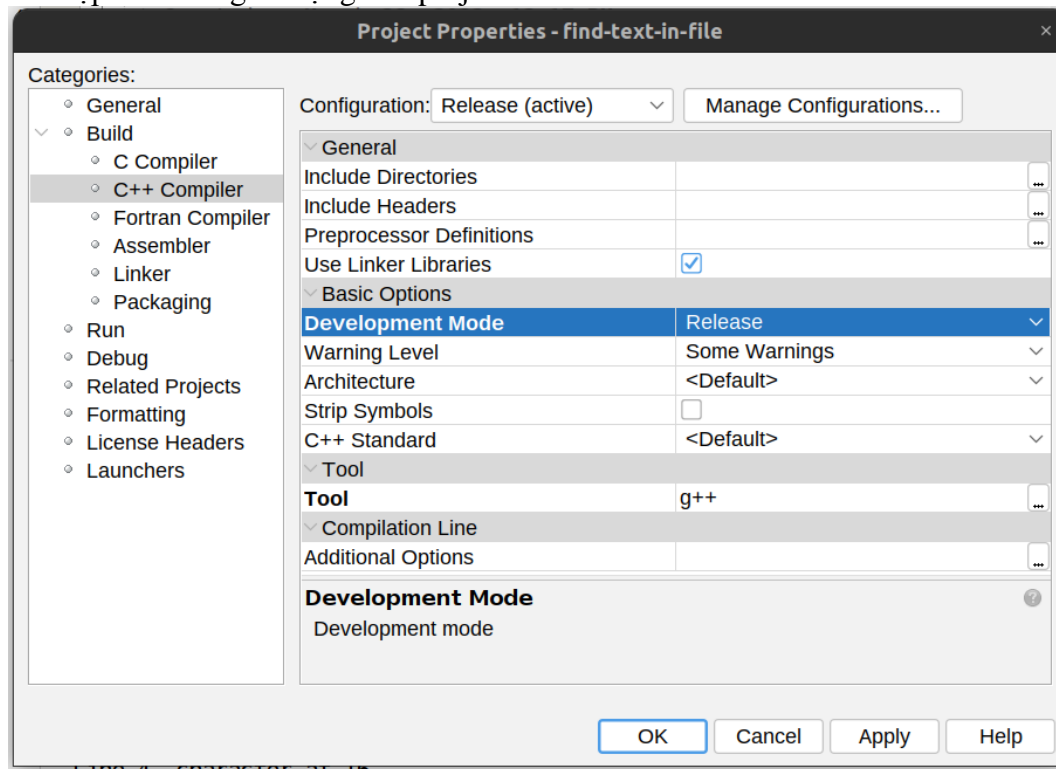 Project Properties - find-text-in-file ×
Categories:
General
Build
C Compiler
C++ Compiler
Fortran Compiler
Assembler
Linker
Packaging
Run
Debug
Related Projects
Formatting
License Headers
Launchers
Configuration: Release (active) Manage Configurations...
General
Include Directories ...
Include Headers ...
Preprocessor Definitions ...
Use Linker Libraries
Basic Options
Development Mode Release
Warning Level Some Warnings
Architecture <Default>
Strip Symbols
C++ Standard <Default>
Tool
Tool g++ ...
Compilation Line
Additional Options ...
Development Mode ?
Development mode
OK Cancel Apply Help